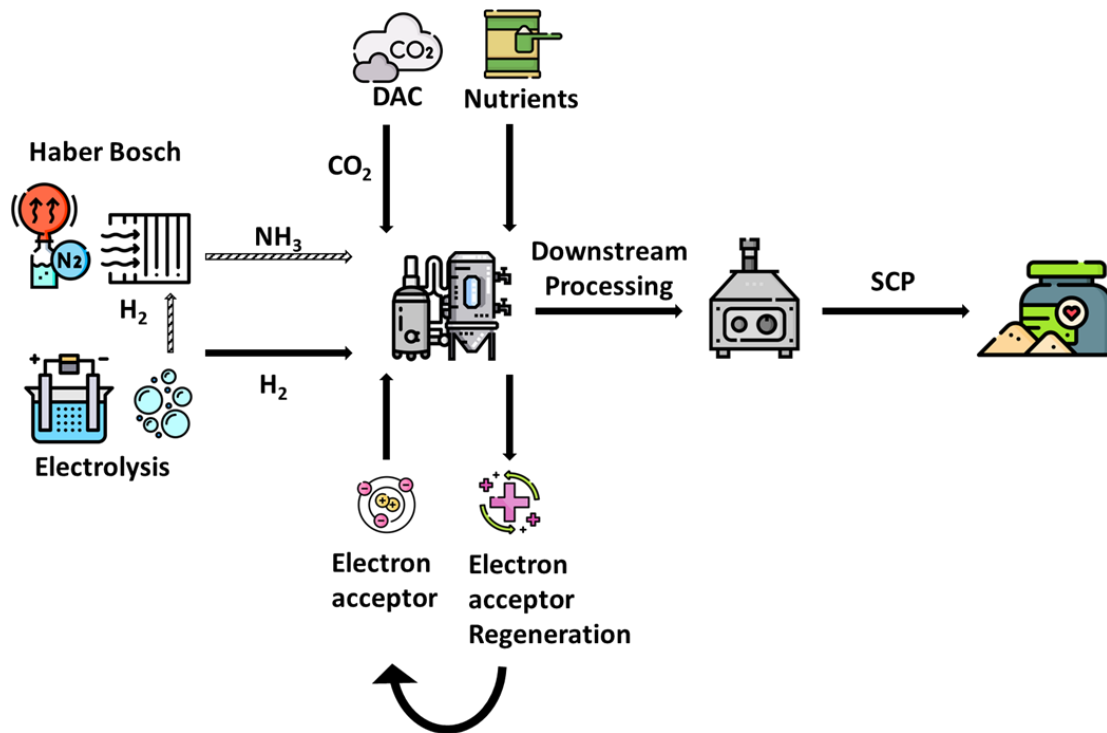 CO₂
DAC
Nutrients
Haber Bosch
CO₂
N2
NH₃
H₂
Downstream
Processing
SCP
+ −
H₂
Electrolysis
Electron
acceptor
Electron
acceptor
Regeneration